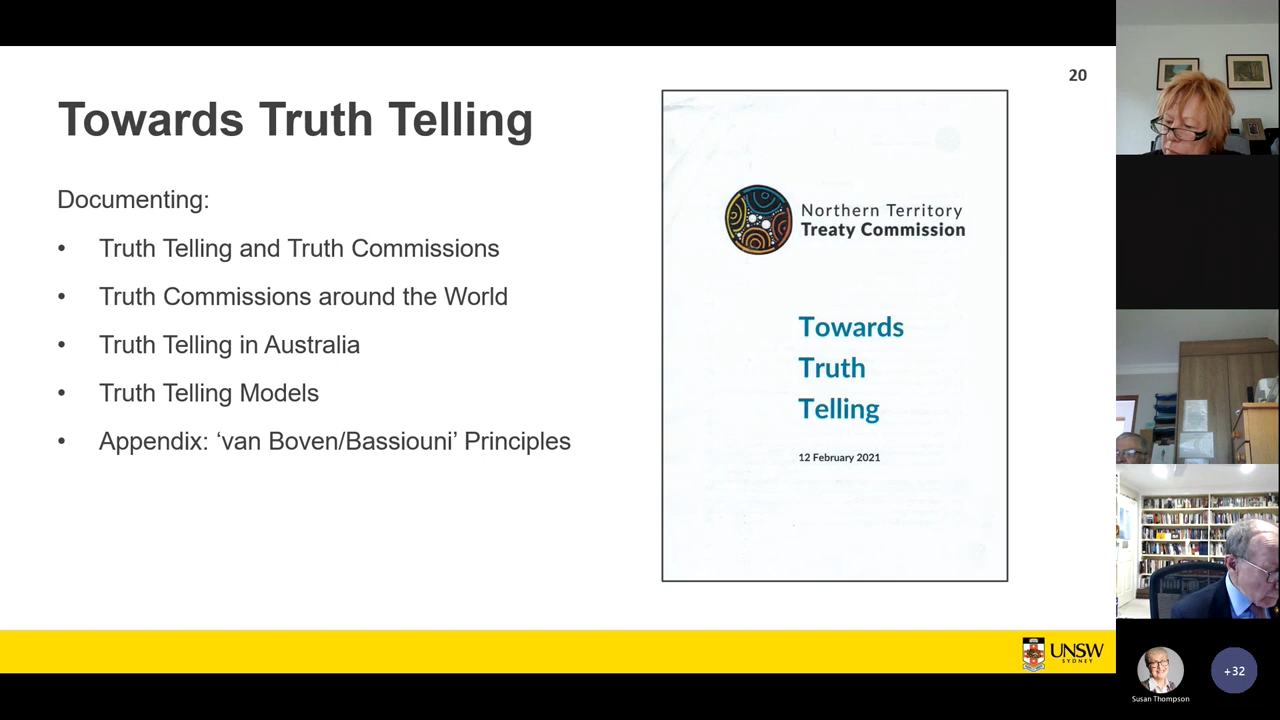 20
Towards Truth Telling
Documenting:
• Truth Telling and Truth Commissions
• Truth Commissions around the World
• Truth Telling in Australia
• Truth Telling Models
• Appendix: ‘van Boven/Bassiouni’ Principles
Northern Territory
Treaty Commission
Towards
Truth
Telling
12 February 2021
UNSW
SYDNEY
Susan Thompson
+32